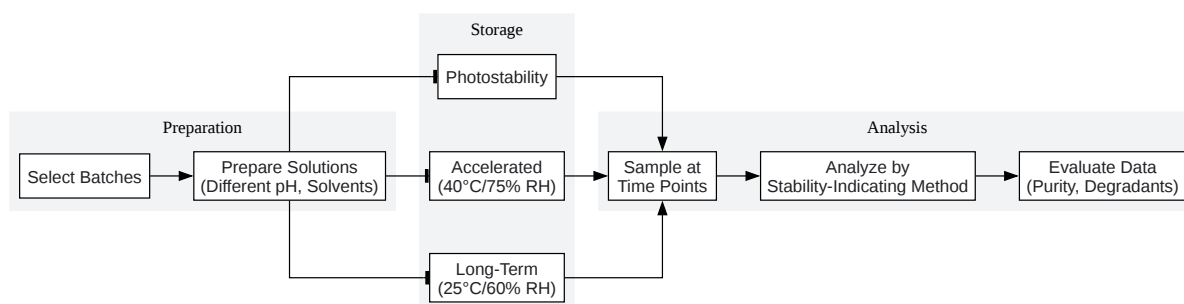 Storage
Photostability
Preparation
Analysis
Select Batches
Prepare Solutions
(Different pH, Solvents)
Accelerated
(40°C/75% RH)
Sample at
Time Points
Analyze by
Stability-Indicating Method
Evaluate Data
(Purity, Degradants)
Long-Term
(25°C/60% RH)